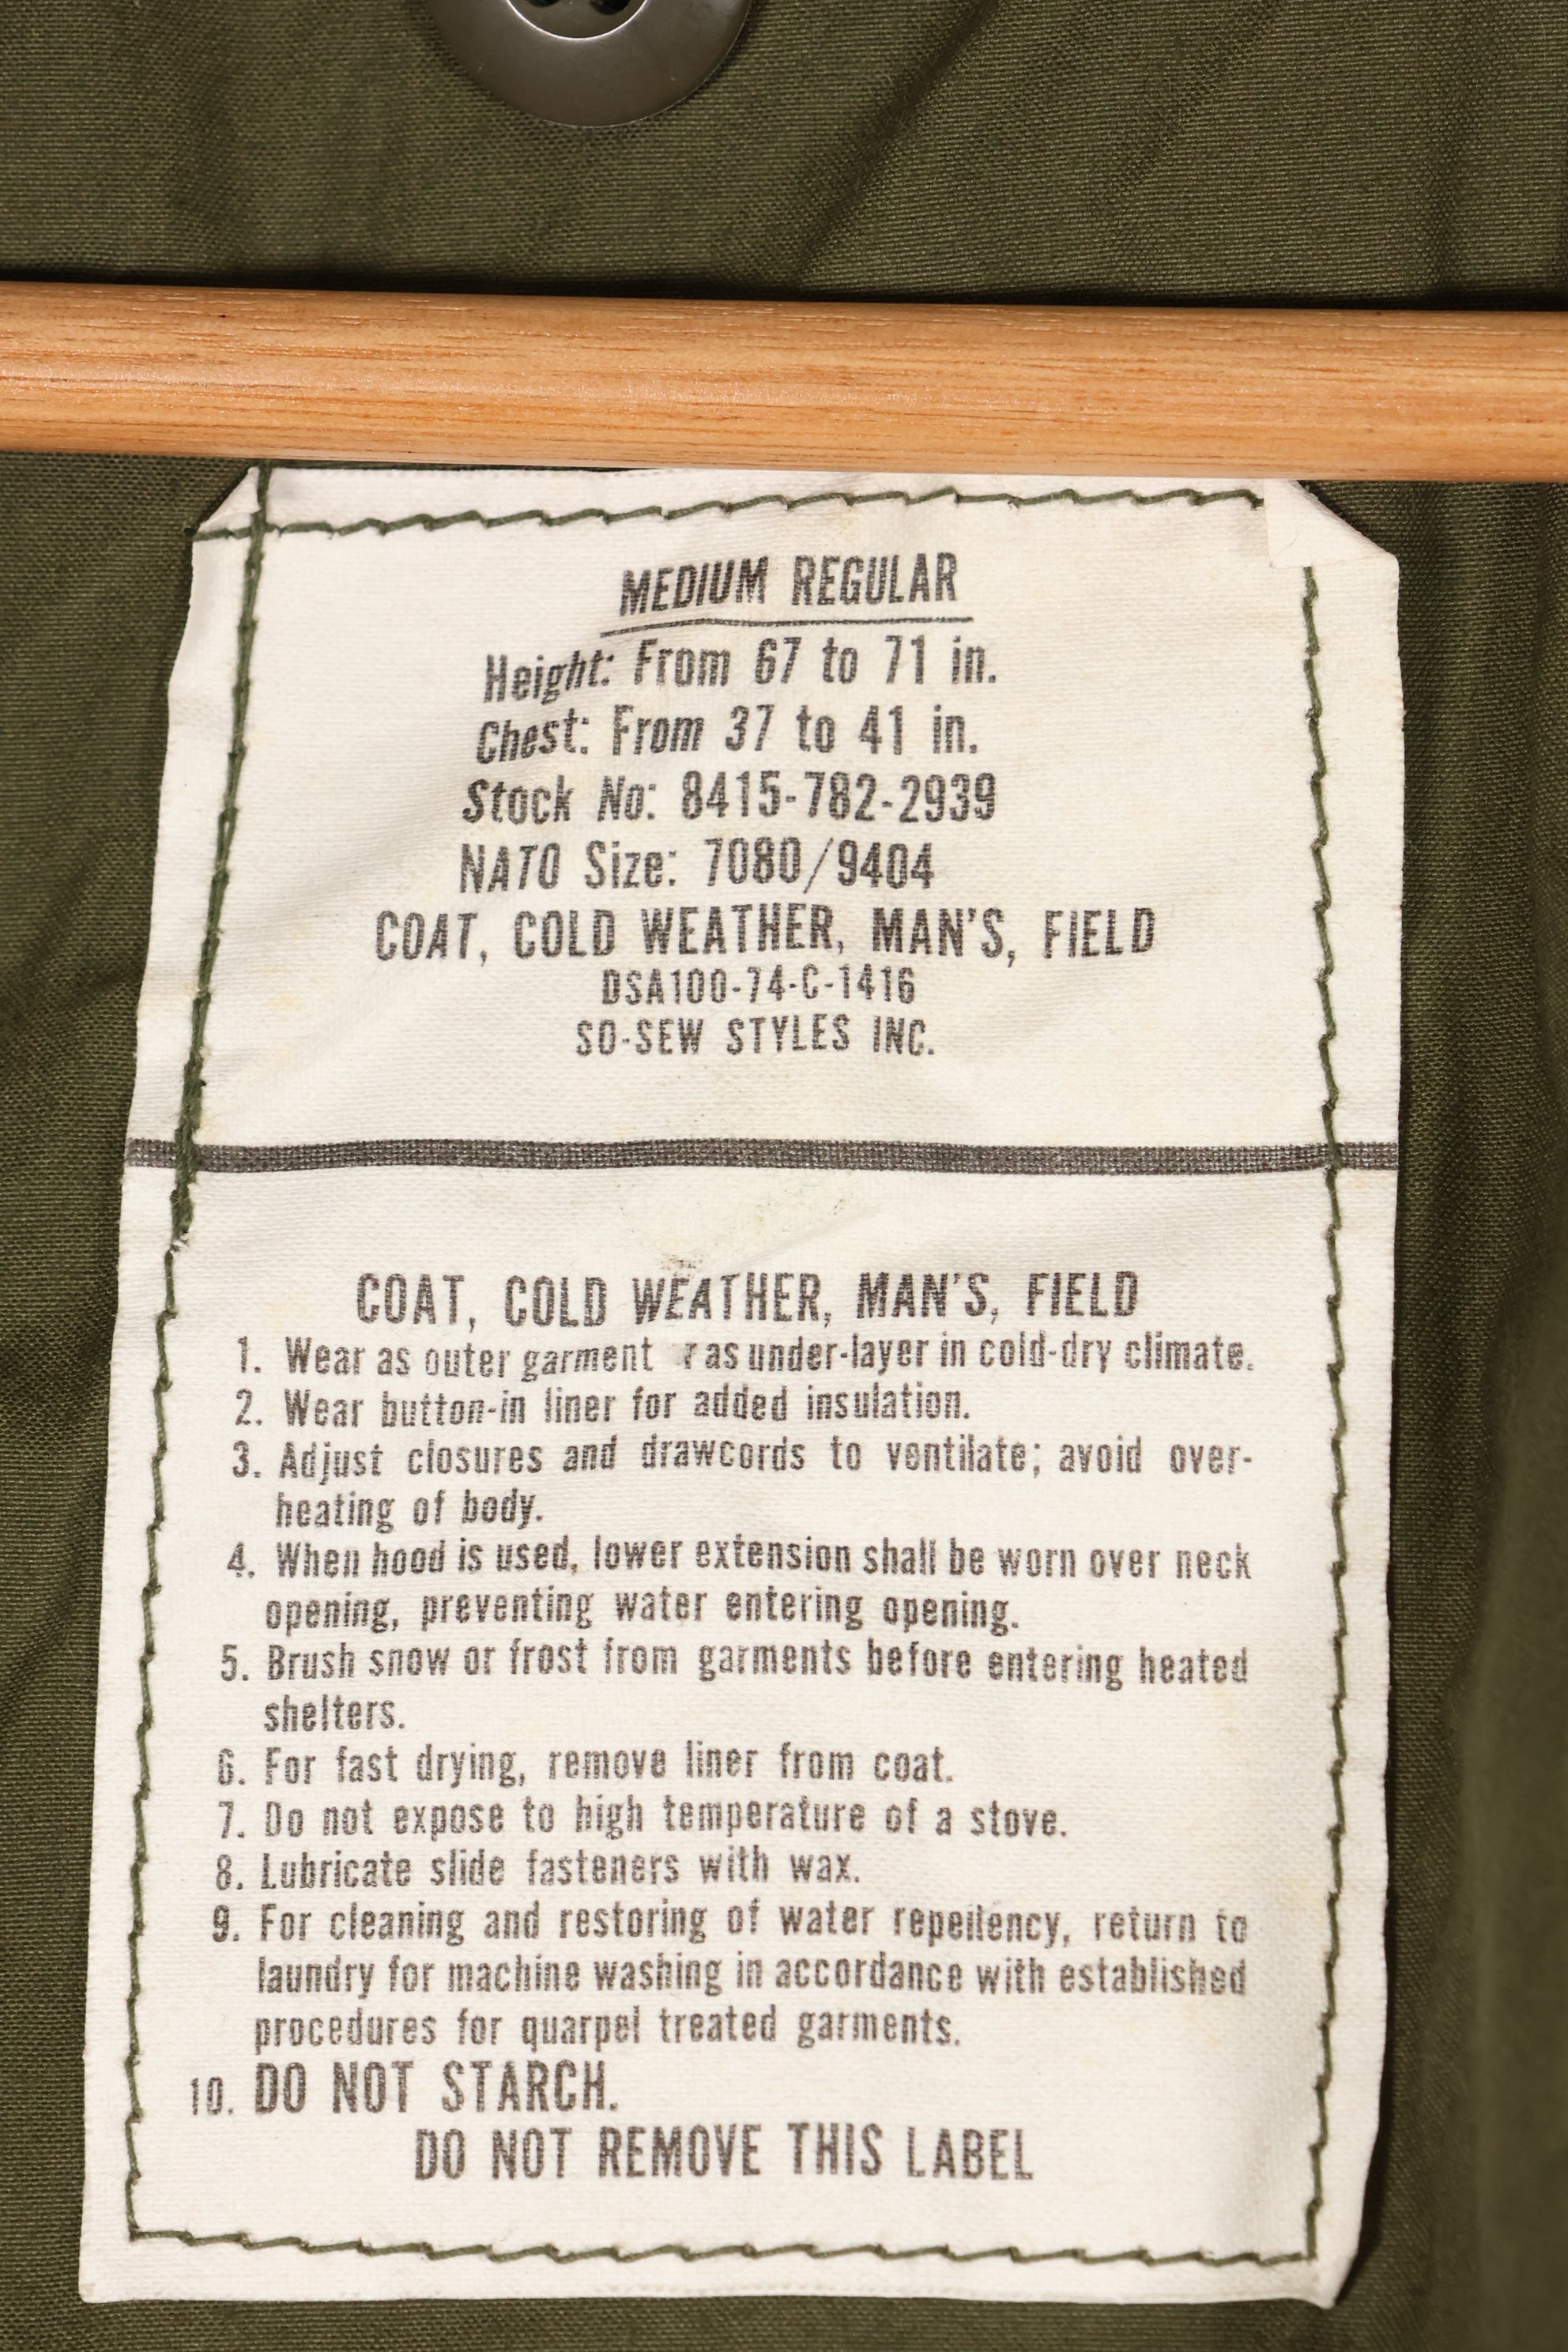 MEDIUM REGULAR
Height: From 67 to 71 in.
Chest: From 37 to 41 in.
Stock No: 8415-782-2939
NATO Size: 7080/9404
COAT, COLD WEATHER, MAN'S, FIELD
DSA100-74-C-1416
SO-SEW STYLES INC.
COAT, COLD WEATHER, MAN'S, FIELD
1. Wear as outer garment as under-layer in cold-dry climate.
2. Wear button-in liner for added insulation.
3. Adjust closures and drawcords to ventilate; avoid over-
heating of body.
4. When hood is used, lower extension shall be worn over neck
opening, preventing water entering opening.
5. Brush snow or frost from garments before entering heated
shelters.
6. For fast drying, remove liner from coat.
7. Do not expose to high temperature of a stove.
8. Lubricate slide fasteners with wax.
9. For cleaning and restoring of water repellency, return to
laundry for machine washing in accordance with established
procedures for quarpel treated garments.
10. DO NOT STARCH.
DO NOT REMOVE THIS LABEL